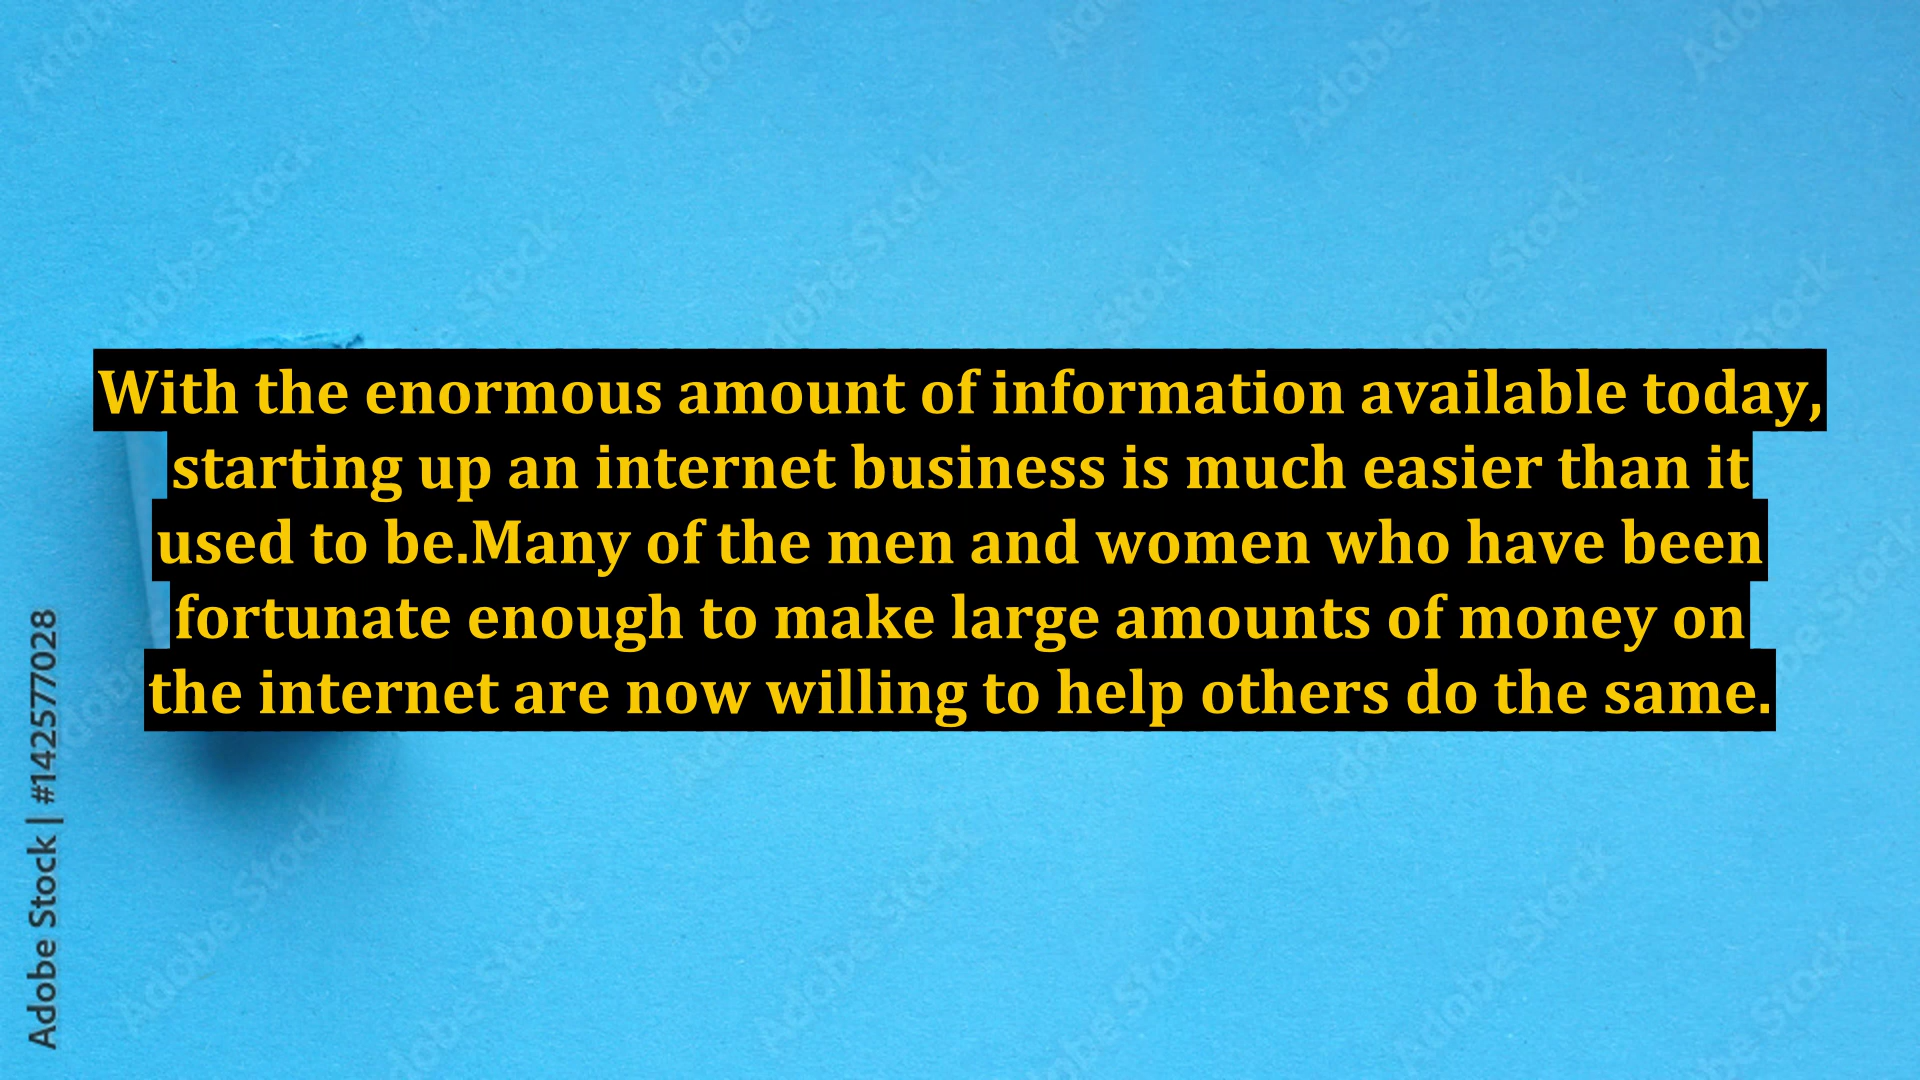 With the enormous amount of information available today,
starting up an internet business is much easier than it
used to be.Many of the men and women who have been
fortunate enough to make large amounts of money on
the internet are now willing to help others do the same.
Adobe Stock | #142577028
Adobe Stock